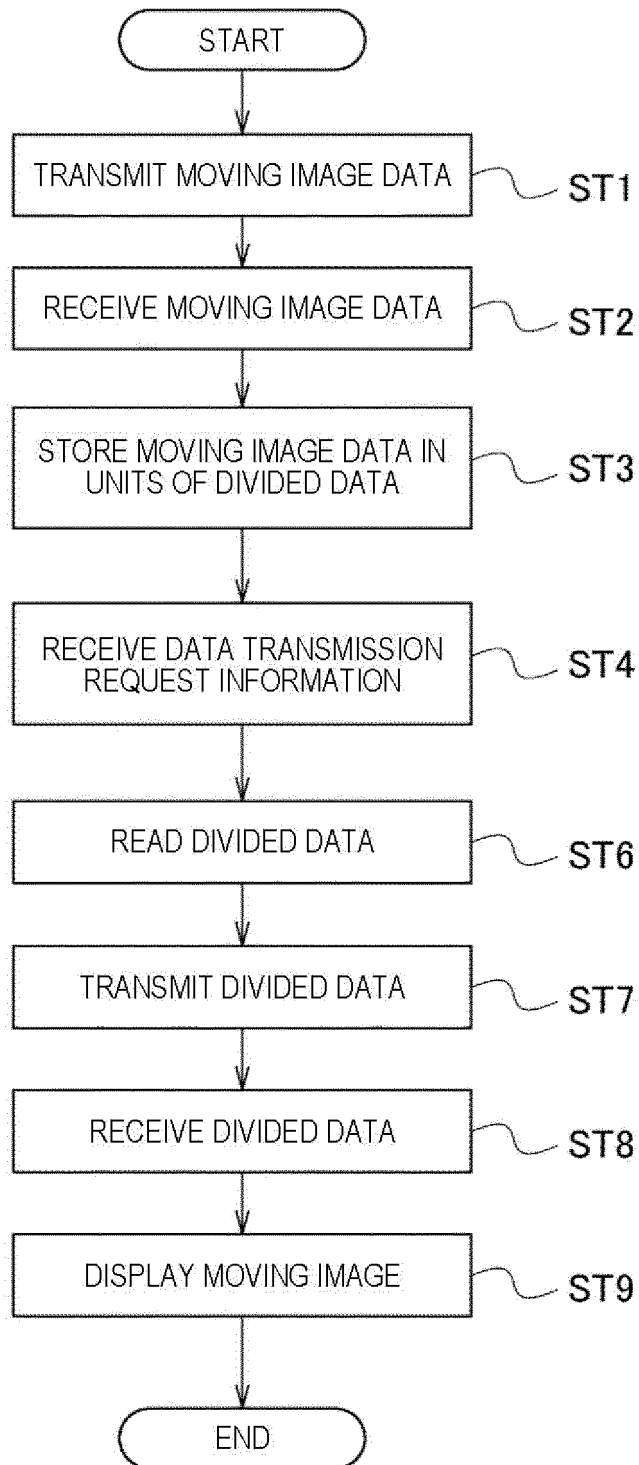 START
TRANSMIT MOVING IMAGE DATA
ST1
RECEIVE MOVING IMAGE DATA
ST2
STORE MOVING IMAGE DATA IN
UNITS OF DIVIDED DATA
ST3
RECEIVE DATA TRANSMISSION
REQUEST INFORMATION
ST4
READ DIVIDED DATA
ST6
TRANSMIT DIVIDED DATA
ST7
RECEIVE DIVIDED DATA
ST8
DISPLAY MOVING IMAGE
ST9
END